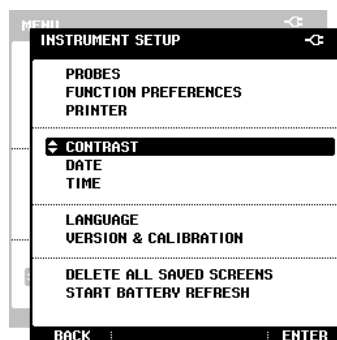 MENU
INSTRUMENT SETUP
PROBES
FUNCTION PREFERENCES
PRINTER
CONTRAST
DATE
TIME
LANGUAGE
VERSION & CALIBRATION
DELETE ALL SAVED SCREENS
START BATTERY REFRESH
BACK ENTER